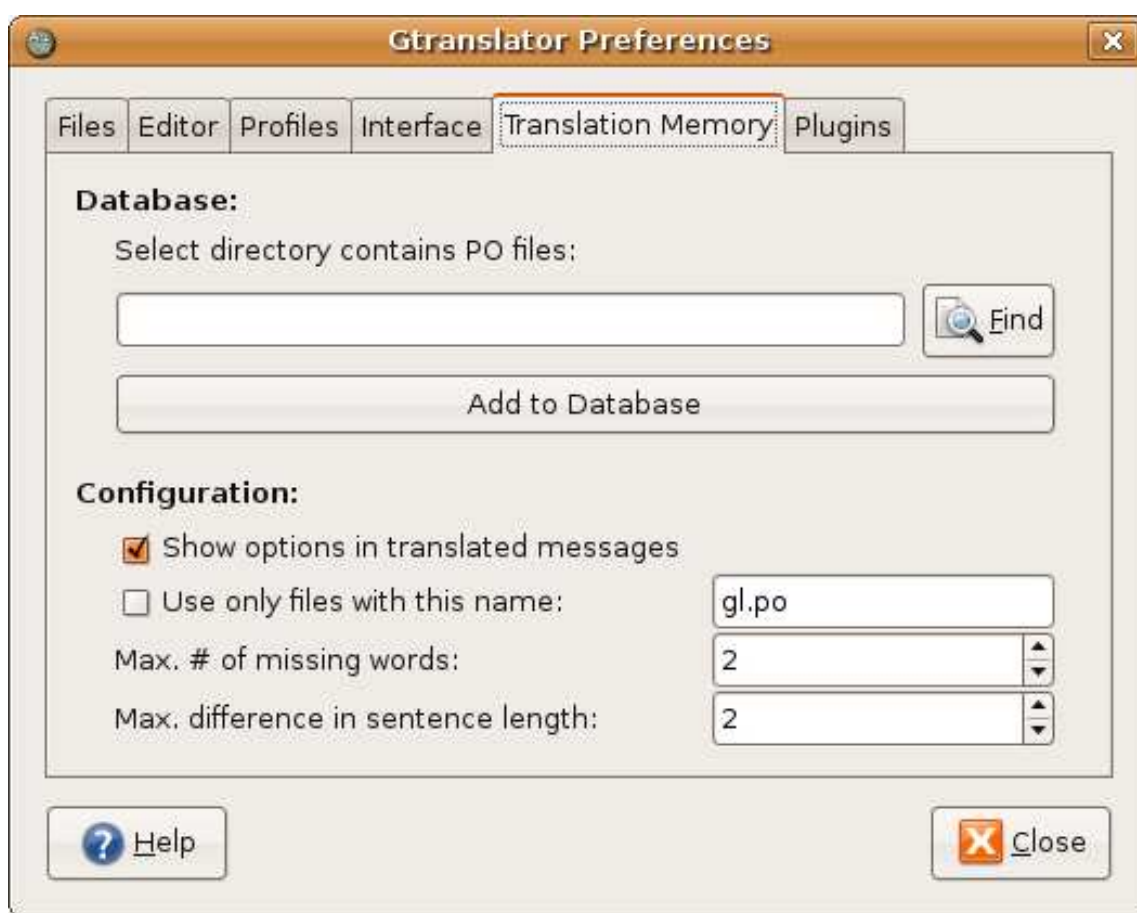 Gtranslator Preferences
Files Editor Profiles Interface Translation Memory Plugins
Database:
Select directory contains PO files:
Find
Add to Database
Configuration:
Show options in translated messages
Use only files with this name: gl.po
Max. # of missing words: 2
Max. difference in sentence length: 2
Help Close